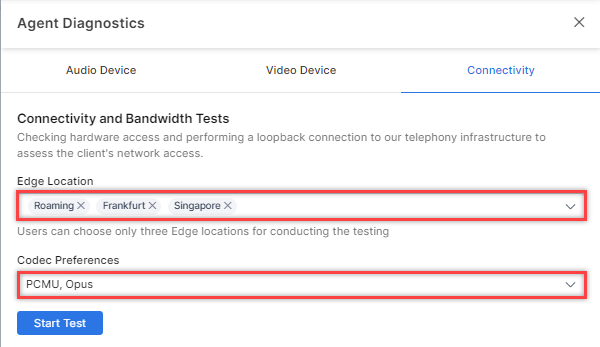 Agent Diagnostics
Audio Device
Video Device
Connectivity
Connectivity and Bandwidth Tests
Checking hardware access and performing a loopback connection to our telephony infrastructure to
assess the client's network access.
Edge Location
Roaming Frankfurt Singapore
Users can choose only three Edge locations for conducting the testing
Codec Preferences
PCMU, Opus
Start Test